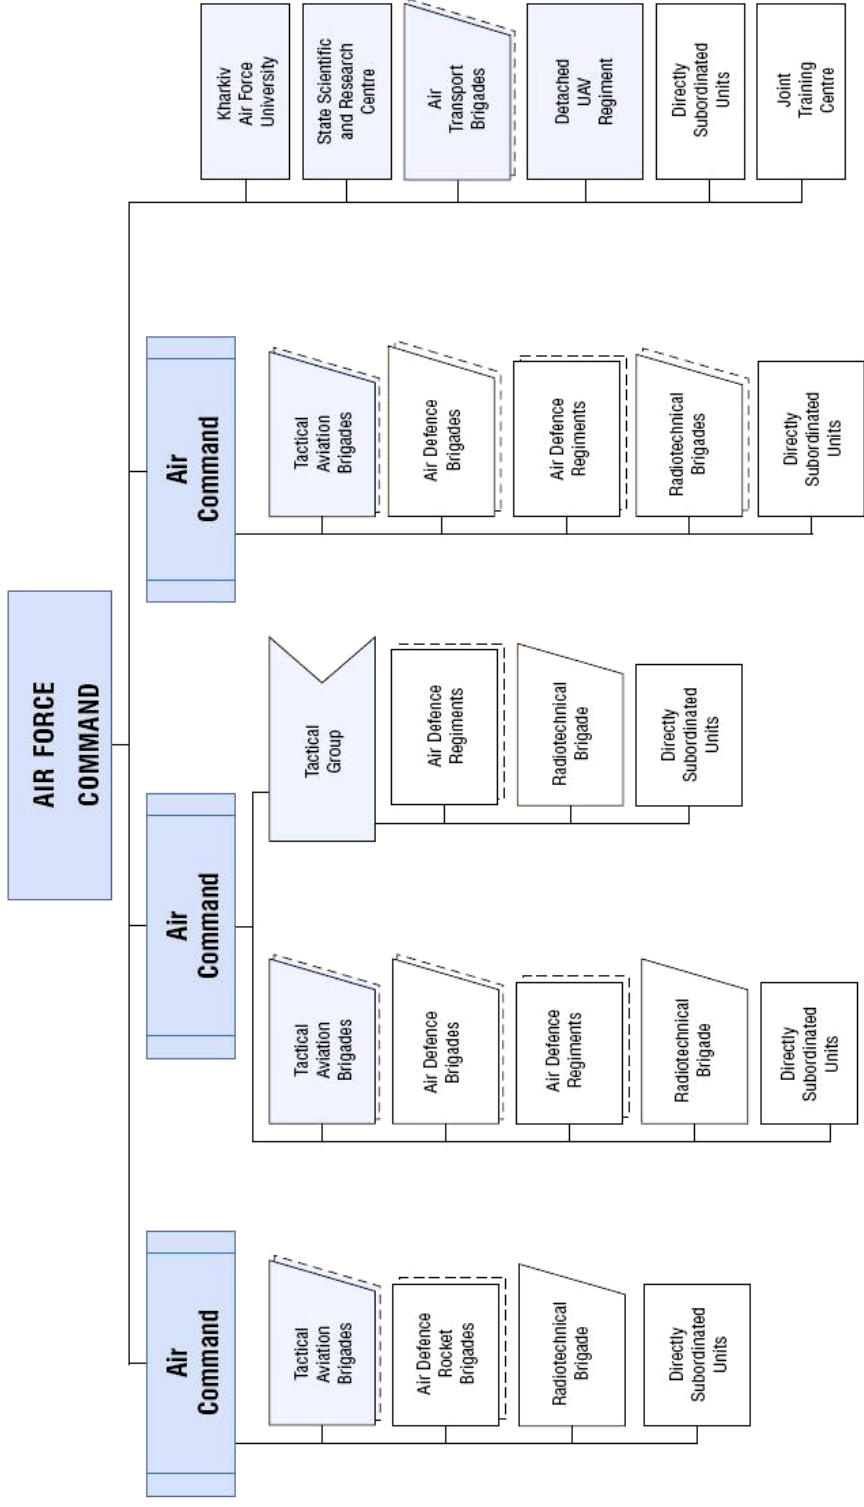 AIR FORCE
COMMAND
Air
Command
Tactical
Aviation
Brigades
Air Defence
Rocket
Brigades
Radiotechnical
Brigade
Directly
Subordinated
Units
Air
Command
Tactical
Aviation
Brigades
Air Defence
Brigades
Air Defence
Regiments
Radiotechnical
Brigade
Directly
Subordinated
Units
Tactical
Group
Air Defence
Regiments
Radiotechnical
Brigade
Directly
Subordinated
Units
Air
Command
Tactical
Aviation
Brigades
Air Defence
Brigades
Air Defence
Regiments
Radiotechnical
Brigades
Directly
Subordinated
Units
Kharkiv
Air Force
University
State Scientific
and Research
Centre
Air
Transport
Brigades
Detached
UAV
Regiment
Directly
Subordinated
Units
Joint
Training
Centre